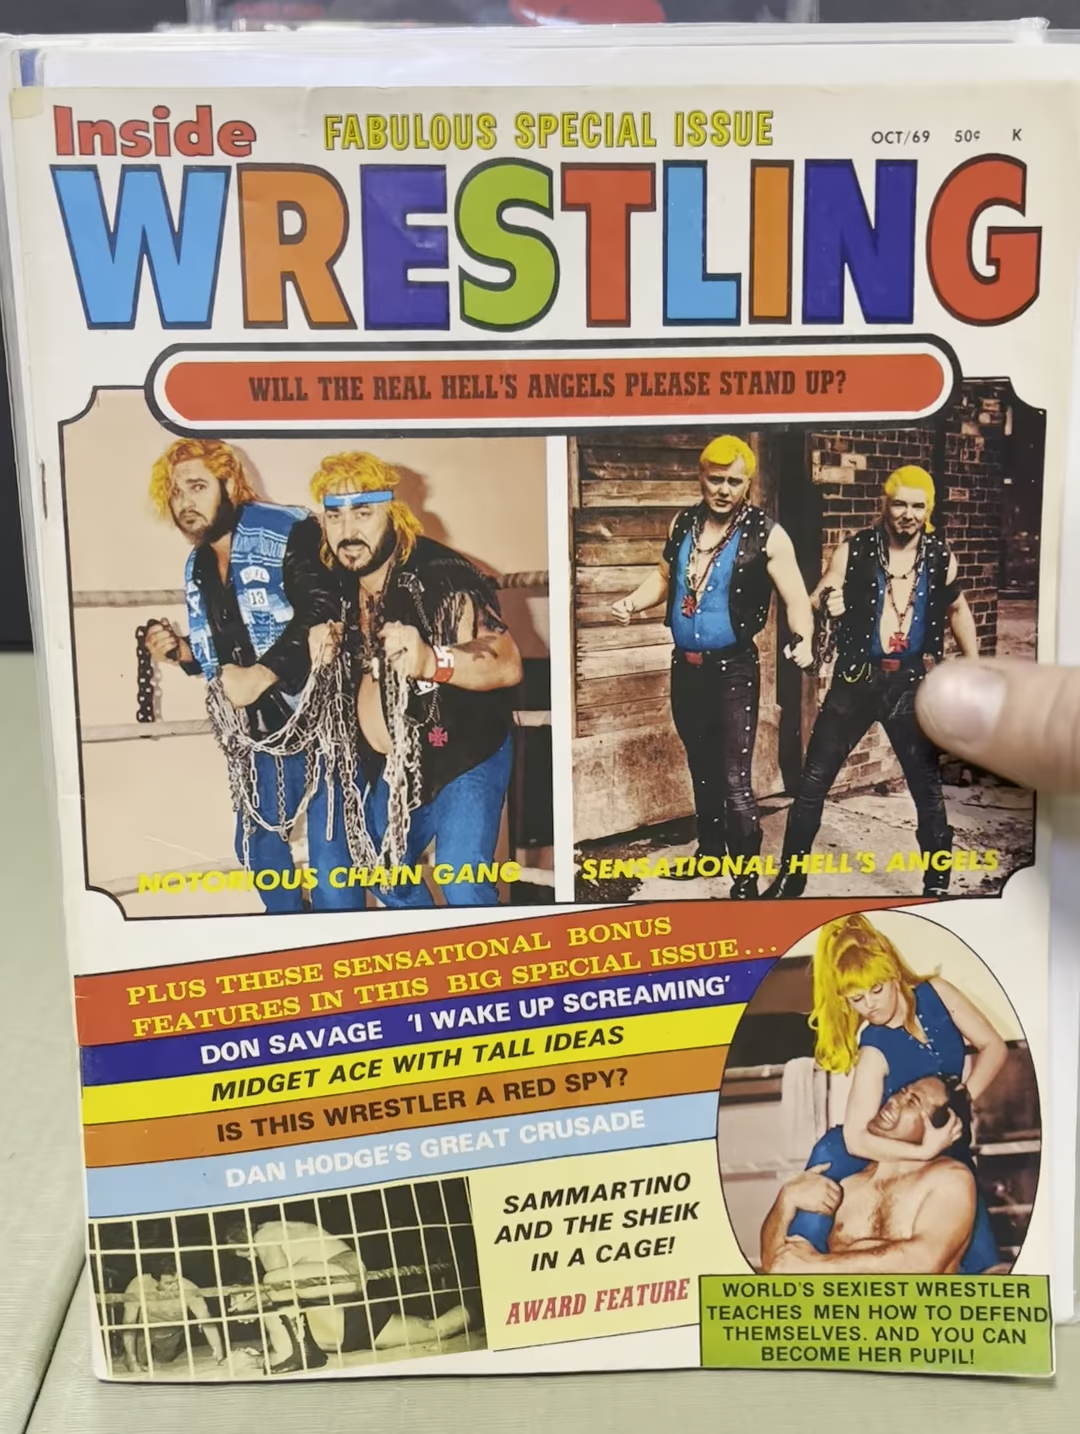 Inside
FABULOUS SPECIAL ISSUE
OCT/69 50¢ K
WRESTLING
WILL THE REAL HELL'S ANGELS PLEASE STAND UP?
13
NOTORIOUS CHAIN GANG
SENSATIONAL HELL'S ANGELS
PLUS THESE SENSATIONAL BONUS
FEATURES IN THIS BIG SPECIAL ISSUE...
DON SAVAGE 'I WAKE UP SCREAMING'
MIDGET ACE WITH TALL IDEAS
IS THIS WRESTLER A RED SPY?
DAN HODGE'S GREAT CRUSADE
SAMMARTINO
AND THE SHEIK
IN A CAGE!
AWARD FEATURE
WORLD'S SEXIEST WRESTLER
TEACHES MEN HOW TO DEFEND
THEMSELVES. AND YOU CAN
BECOME HER PUPIL!